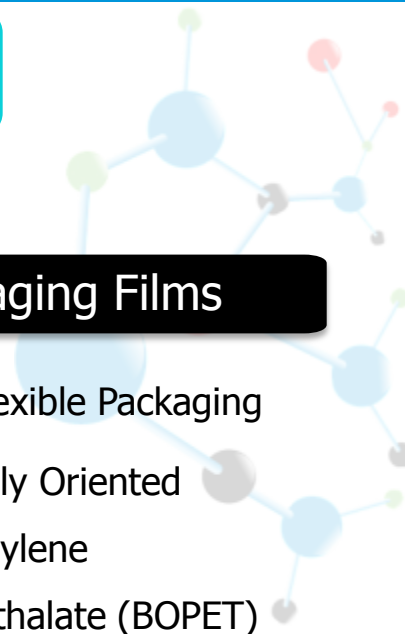 aging Films
exible Packaging
ly Oriented
ylene
thalate (BOPET)